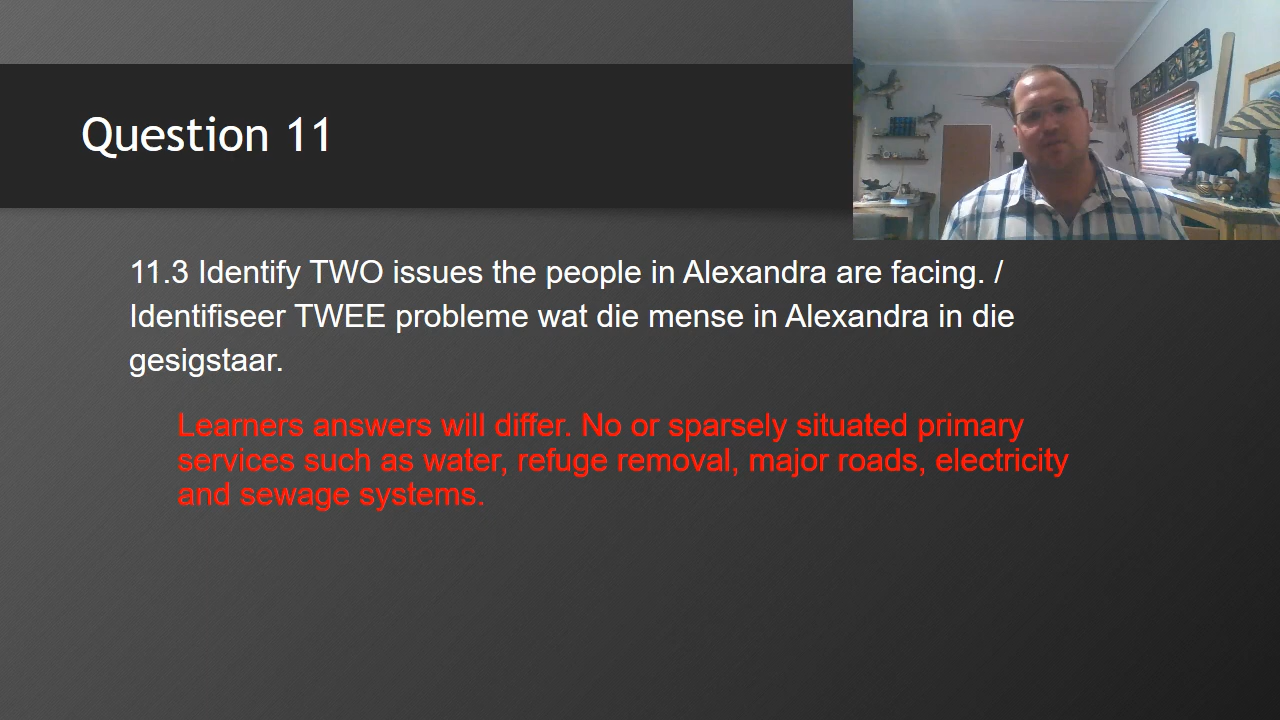 Question 11
11.3 Identify TWO issues the people in Alexandra are facing. /
Identifiseer TWEE probleme wat die mense in Alexandra in die
gesigstaar.
Learners answers will differ. No or sparsely situated primary
services such as water, refuge removal, major roads, electricity
and sewage systems.